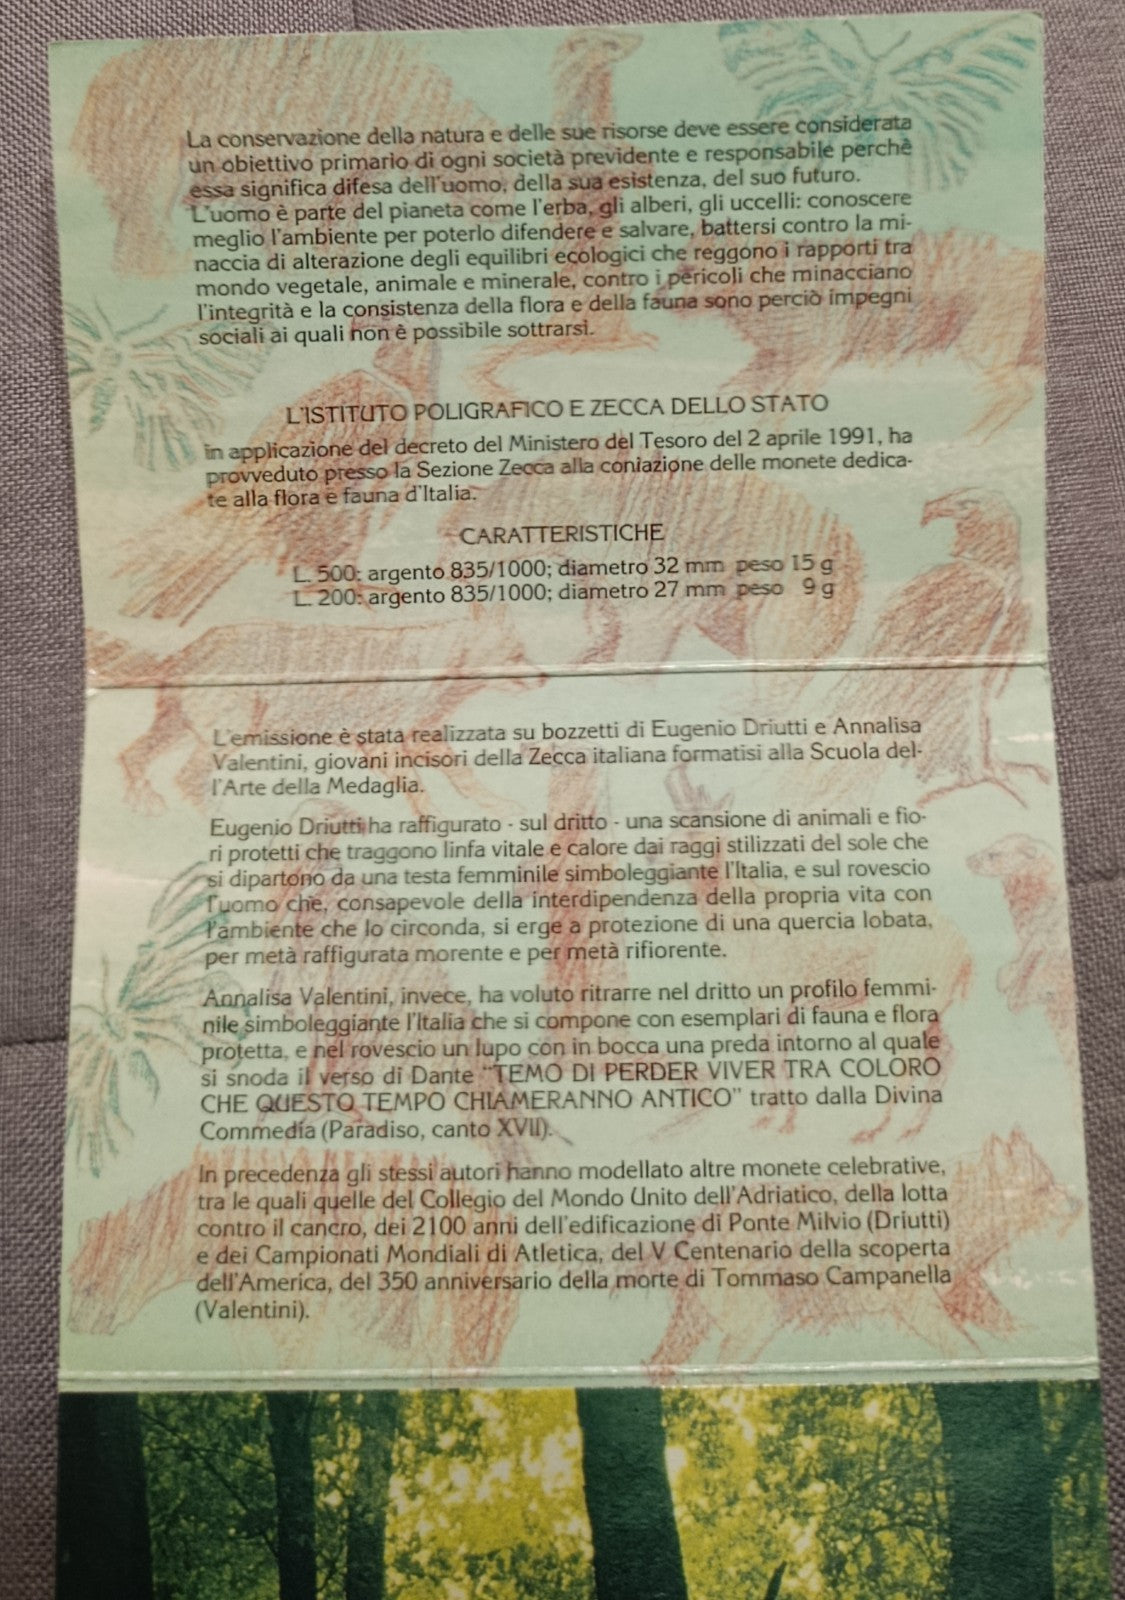 La conservazione della natura e delle sue risorse deve essere considerata
un obiettivo primario di ogni società previdente e responsabile perchè
essa significa difesa dell'uomo, della sua esistenza, del suo futuro.
L'uomo è parte del pianeta come l'erba, gli alberi, gli uccelli: conoscere
meglio l'ambiente per poterlo difendere e salvare, battersi contro la mi-
naccia di alterazione degli equilibri ecologici che reggono i rapporti tra
mondo vegetale, animale e minerale, contro i pericoli che minacciano
l'integrità e la consistenza della flora e della fauna sono perciò impegni
sociali ai quali non è possibile sottrarsi.
L'ISTITUTO POLIGRAFICO E ZECCA DELLO STATO
in applicazione del decreto del Ministero del Tesoro del 2 aprile 1991, ha
provveduto presso la Sezione Zecca alla coniazione delle monete dedica-
te alla flora e fauna d'Italia.
CARATTERISTICHE
L. 500: argento 835/1000; diametro 32 mm peso 15 g
L. 200: argento 835/1000; diametro 27 mm peso 9 g
L'emissione è stata realizzata su bozzetti di Eugenio Driutti e Annalisa
Valentini, giovani incisori della Zecca italiana formatisi alla Scuola del-
l'Arte della Medaglia.
Eugenio Driutti ha raffigurato - sul dritto - una scansione di animali e fio-
ri protetti che traggono linfa vitale e calore dai raggi stilizzati del sole che
si dipartono da una testa femminile simboleggiante l'Italia, e sul rovescio
l'uomo che, consapevole della interdipendenza della propria vita con
l'ambiente che lo circonda, si erge a protezione di una quercia lobata,
per metà raffigurata morente e per metà rifiorente.
Annalisa Valentini, invece, ha voluto ritrarre nel dritto un profilo femmi-
nile simboleggiante l'Italia che si compone con esemplari di fauna e flora
protetta, e nel rovescio un lupo con in bocca una preda intorno al quale
si snoda il verso di Dante "TEMO DI PERDER VIVER TRA COLORO
CHE QUESTO TEMPO CHIAMERANNO ANTICO" tratto dalla Divina
Commedia (Paradiso, canto XVII).
In precedenza gli stessi autori hanno modellato altre monete celebrative,
tra le quali quelle del Collegio del Mondo Unito dell'Adriatico, della lotta
contro il cancro, dei 2100 anni dell'edificazione di Ponte Milvio (Driutti)
e dei Campionati Mondiali di Atletica, del V Centenario della scoperta
dell'America, del 350 anniversario della morte di Tommaso Campanella
(Valentini).